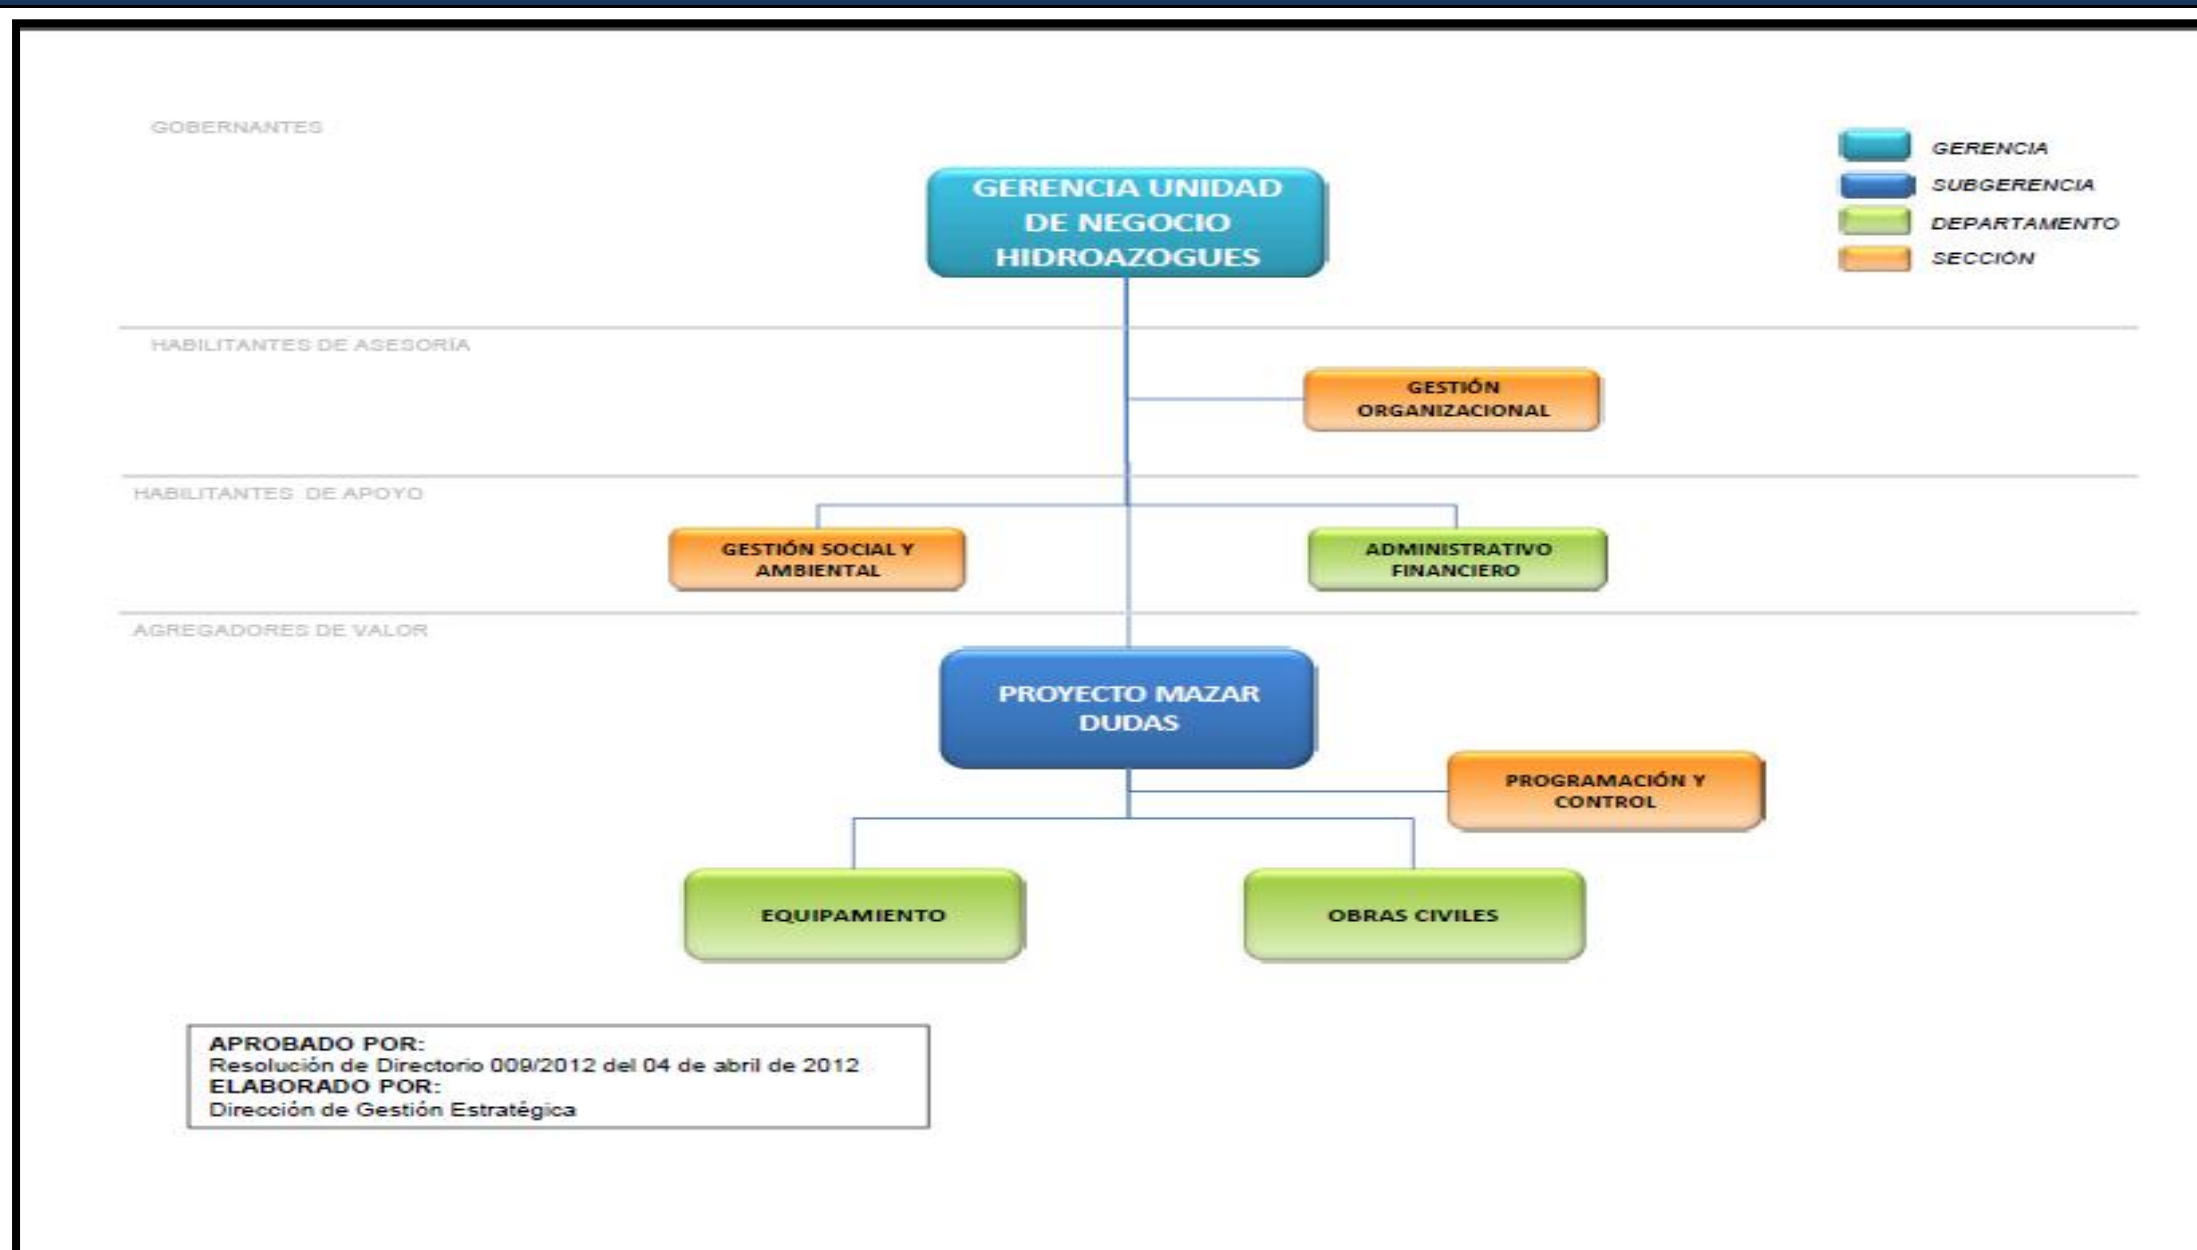 GOBERNANTES
GERENCIA
SUBGERENCIA
DEPARTAMENTO
SECCIÓN
GERENCIA UNIDAD
DE NEGOCIO
HIDROAZOGUES
HABILITANTES DE ASESORÍA
GESTIÓN
ORGANIZACIONAL
HABILITANTES DE APOYO
GESTIÓN SOCIAL Y
AMBIENTAL
ADMINISTRATIVO
FINANCIERO
AGREGADORES DE VALOR
PROYECTO MAZAR
DUDAS
PROGRAMACIÓN Y
CONTROL
EQUIPAMIENTO
OBRAS CIVILES
APROBADO POR:
Resolución de Directorio 009/2012 del 04 de abril de 2012
ELABORADO POR:
Dirección de Gestión Estratégica